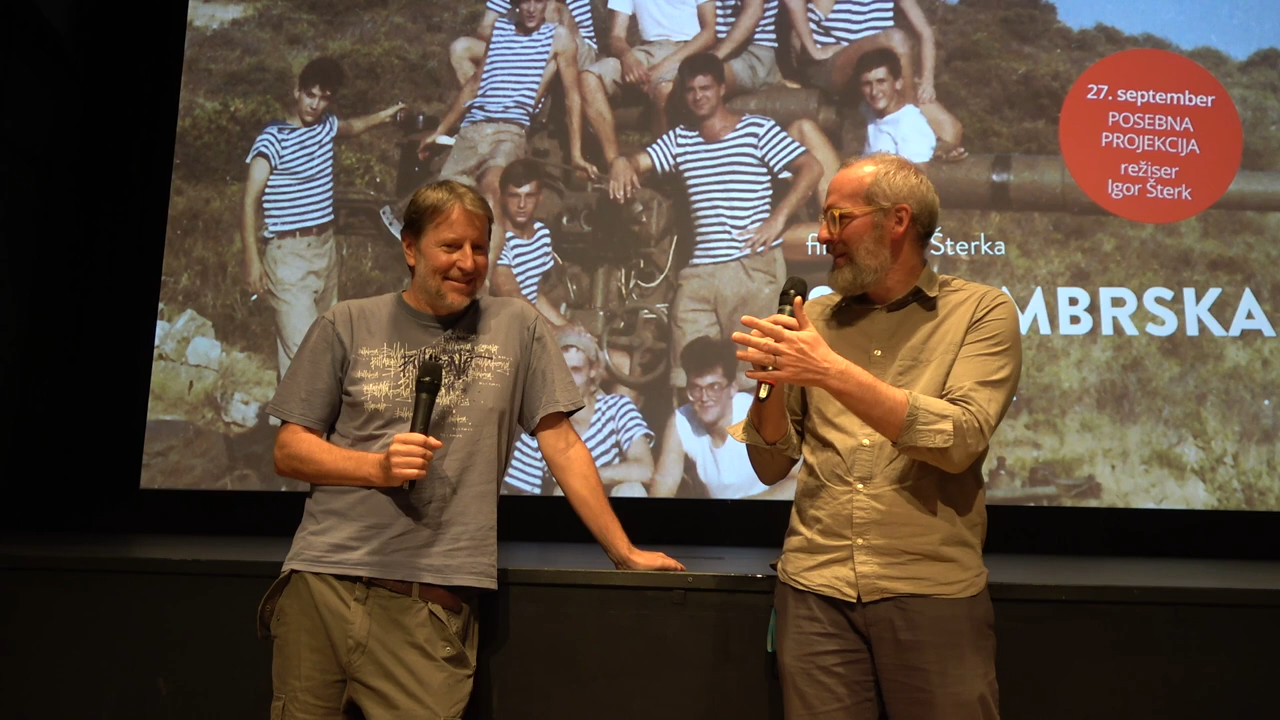 27. september
POSEBNA
PROJEKCIJA
režiser
Igor Šterk
Šterka
MBRSKA